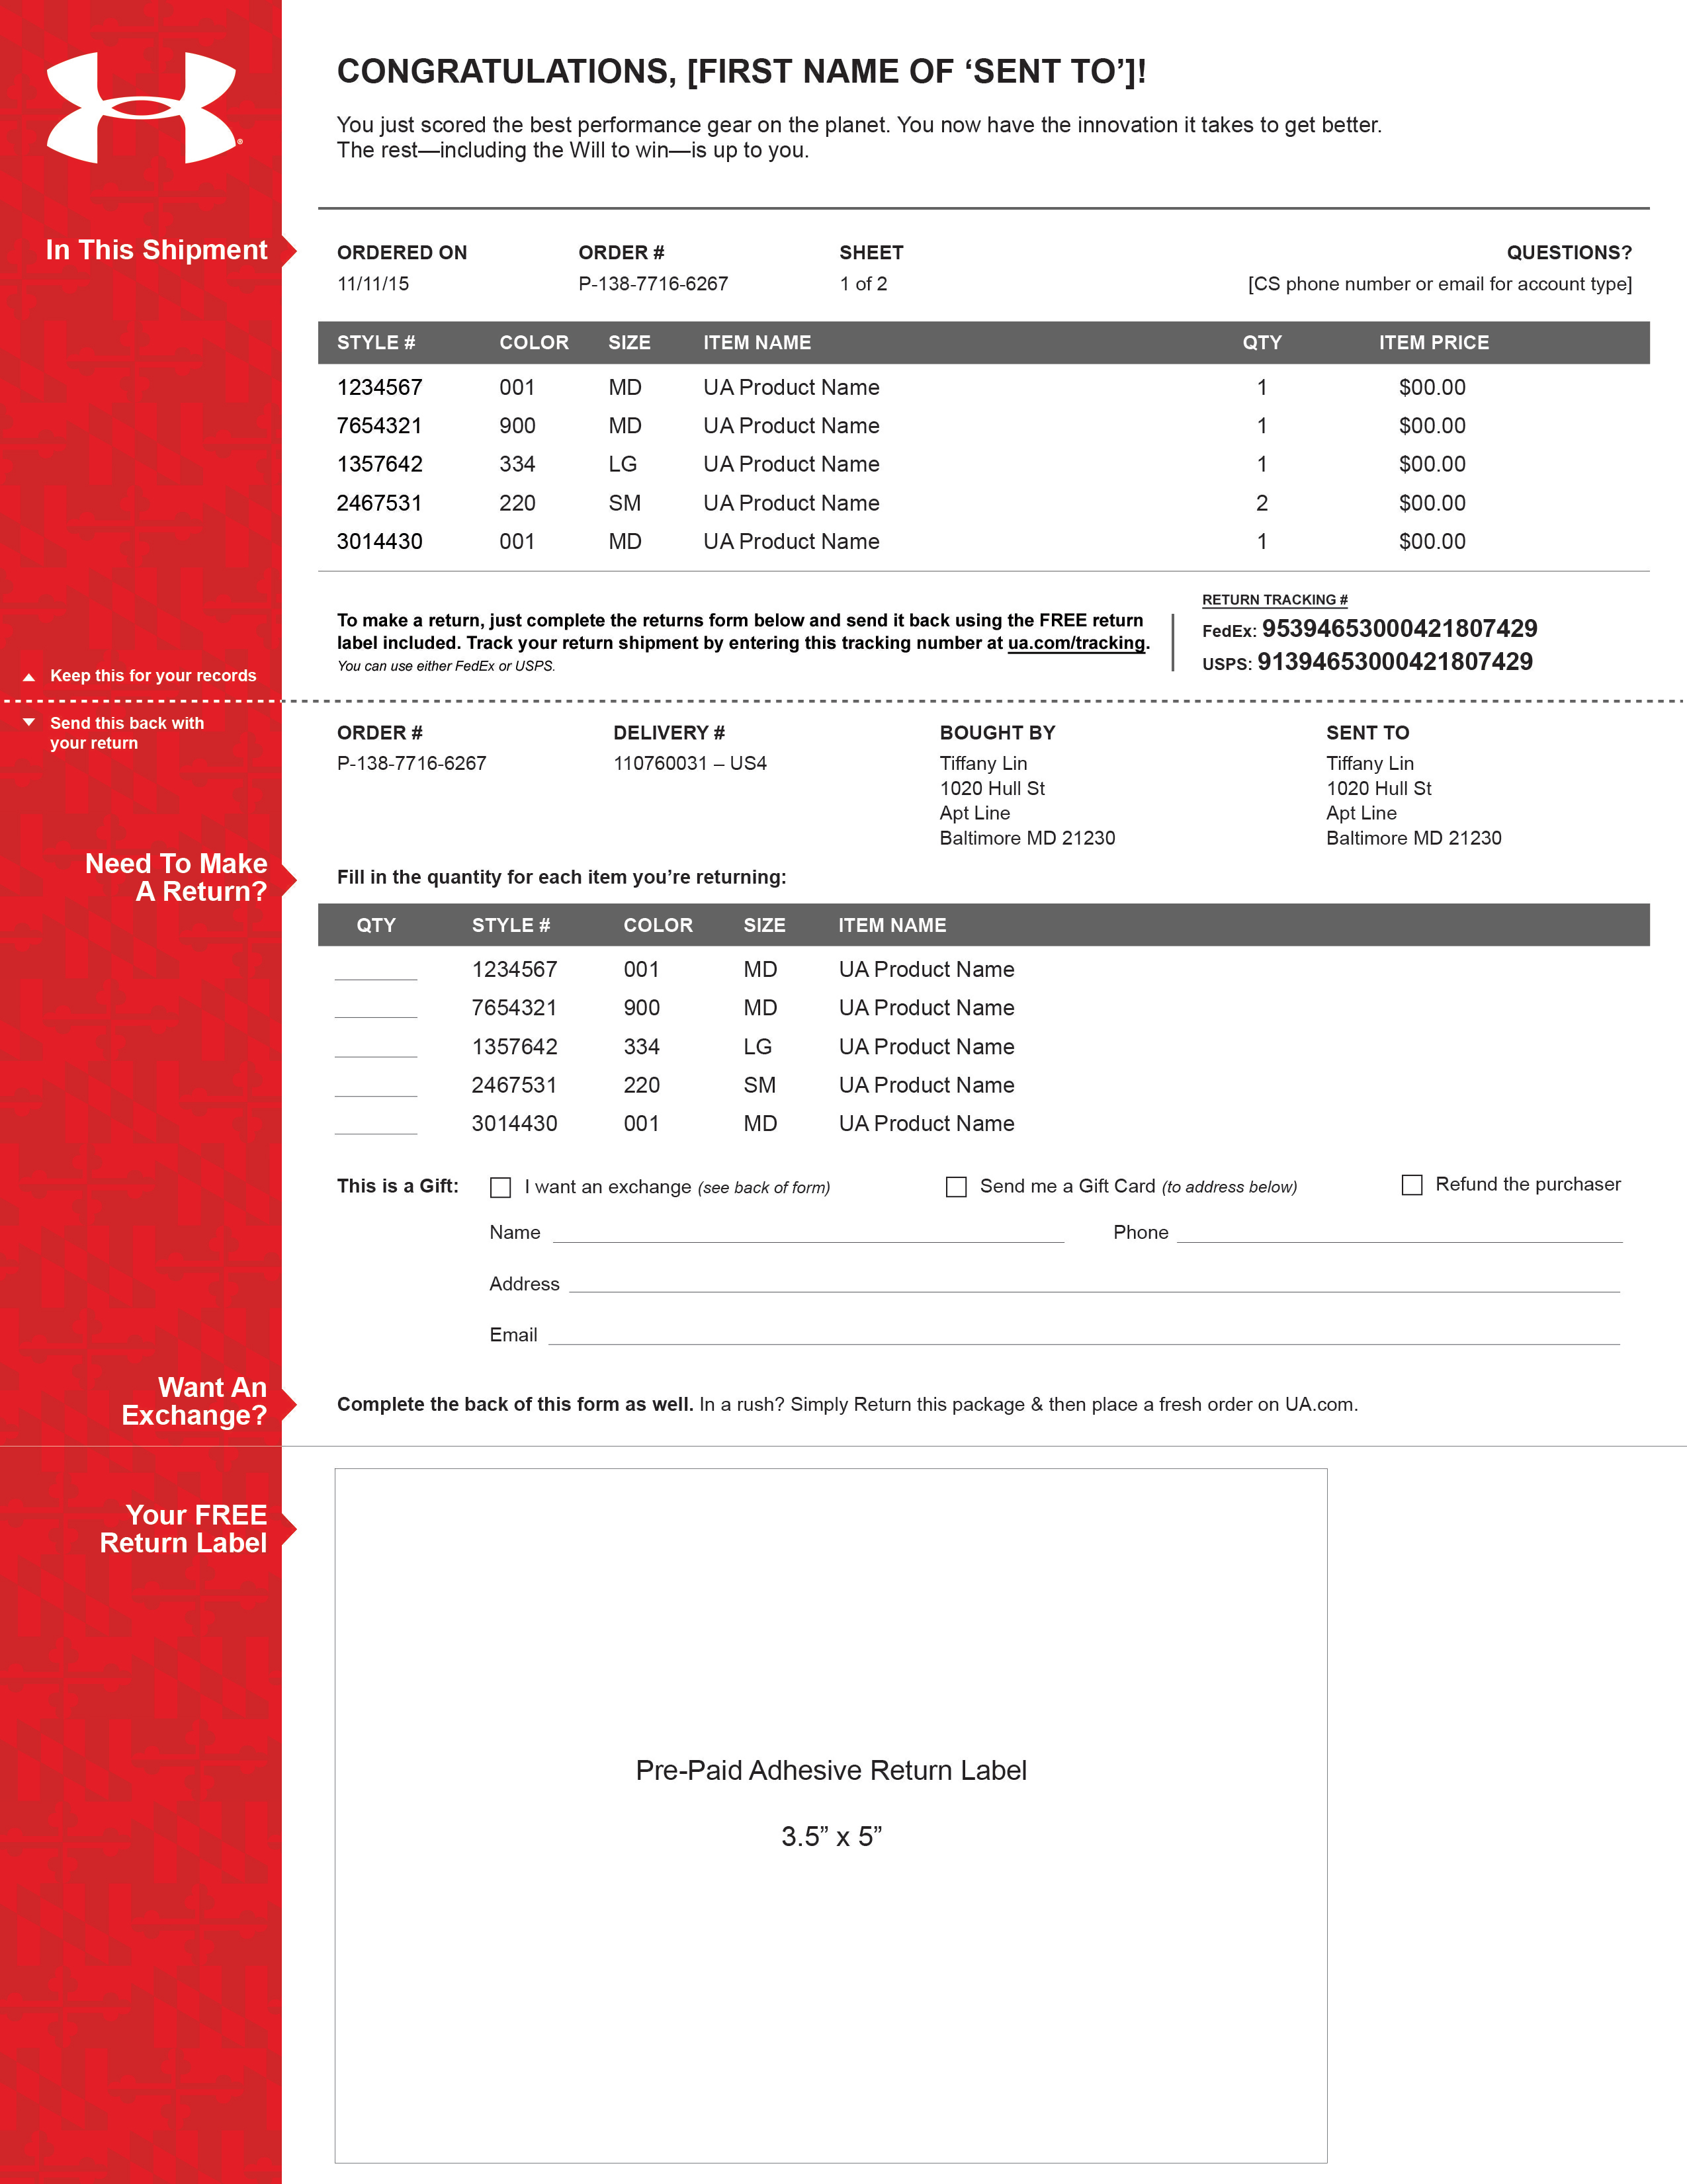 CONGRATULATIONS, [FIRST NAME OF ‘SENT TO’]!
You just scored the best performance gear on the planet. You now have the innovation it takes to get better.
The rest—including the Will to win—is up to you.
In This Shipment
ORDERED ON ORDER # SHEET QUESTIONS?
11/11/15 P-138-7716-6267 1 of 2 [CS phone number or email for account type]
STYLE # COLOR SIZE ITEM NAME QTY ITEM PRICE
1234567 001 MD UA Product Name 1 $00.00
7654321 900 MD UA Product Name 1 $00.00
1357642 334 LG UA Product Name 1 $00.00
2467531 220 SM UA Product Name 2 $00.00
3014430 001 MD UA Product Name 1 $00.00
To make a return, just complete the returns form below and send it back using the FREE return
label included. Track your return shipment by entering this tracking number at ua.com/tracking.
You can use either FedEx or USPS.
RETURN TRACKING #
FedEx: 95394653000421807429
USPS: 91394653000421807429
Keep this for your records
Send this back with
your return
ORDER # DELIVERY # BOUGHT BY SENT TO
P-138-7716-6267 110760031 – US4 Tiffany Lin Tiffany Lin
1020 Hull St 1020 Hull St
Apt Line Apt Line
Baltimore MD 21230 Baltimore MD 21230
Need To Make
A Return?
Fill in the quantity for each item you’re returning:
QTY STYLE # COLOR SIZE ITEM NAME
1234567 001 MD UA Product Name
7654321 900 MD UA Product Name
1357642 334 LG UA Product Name
2467531 220 SM UA Product Name
3014430 001 MD UA Product Name
This is a Gift: I want an exchange (see back of form) Send me a Gift Card (to address below) Refund the purchaser
Name Phone
Address
Email
Want An
Exchange?
Complete the back of this form as well. In a rush? Simply Return this package & then place a fresh order on UA.com.
Your FREE
Return Label
Pre-Paid Adhesive Return Label
3.5” x 5”